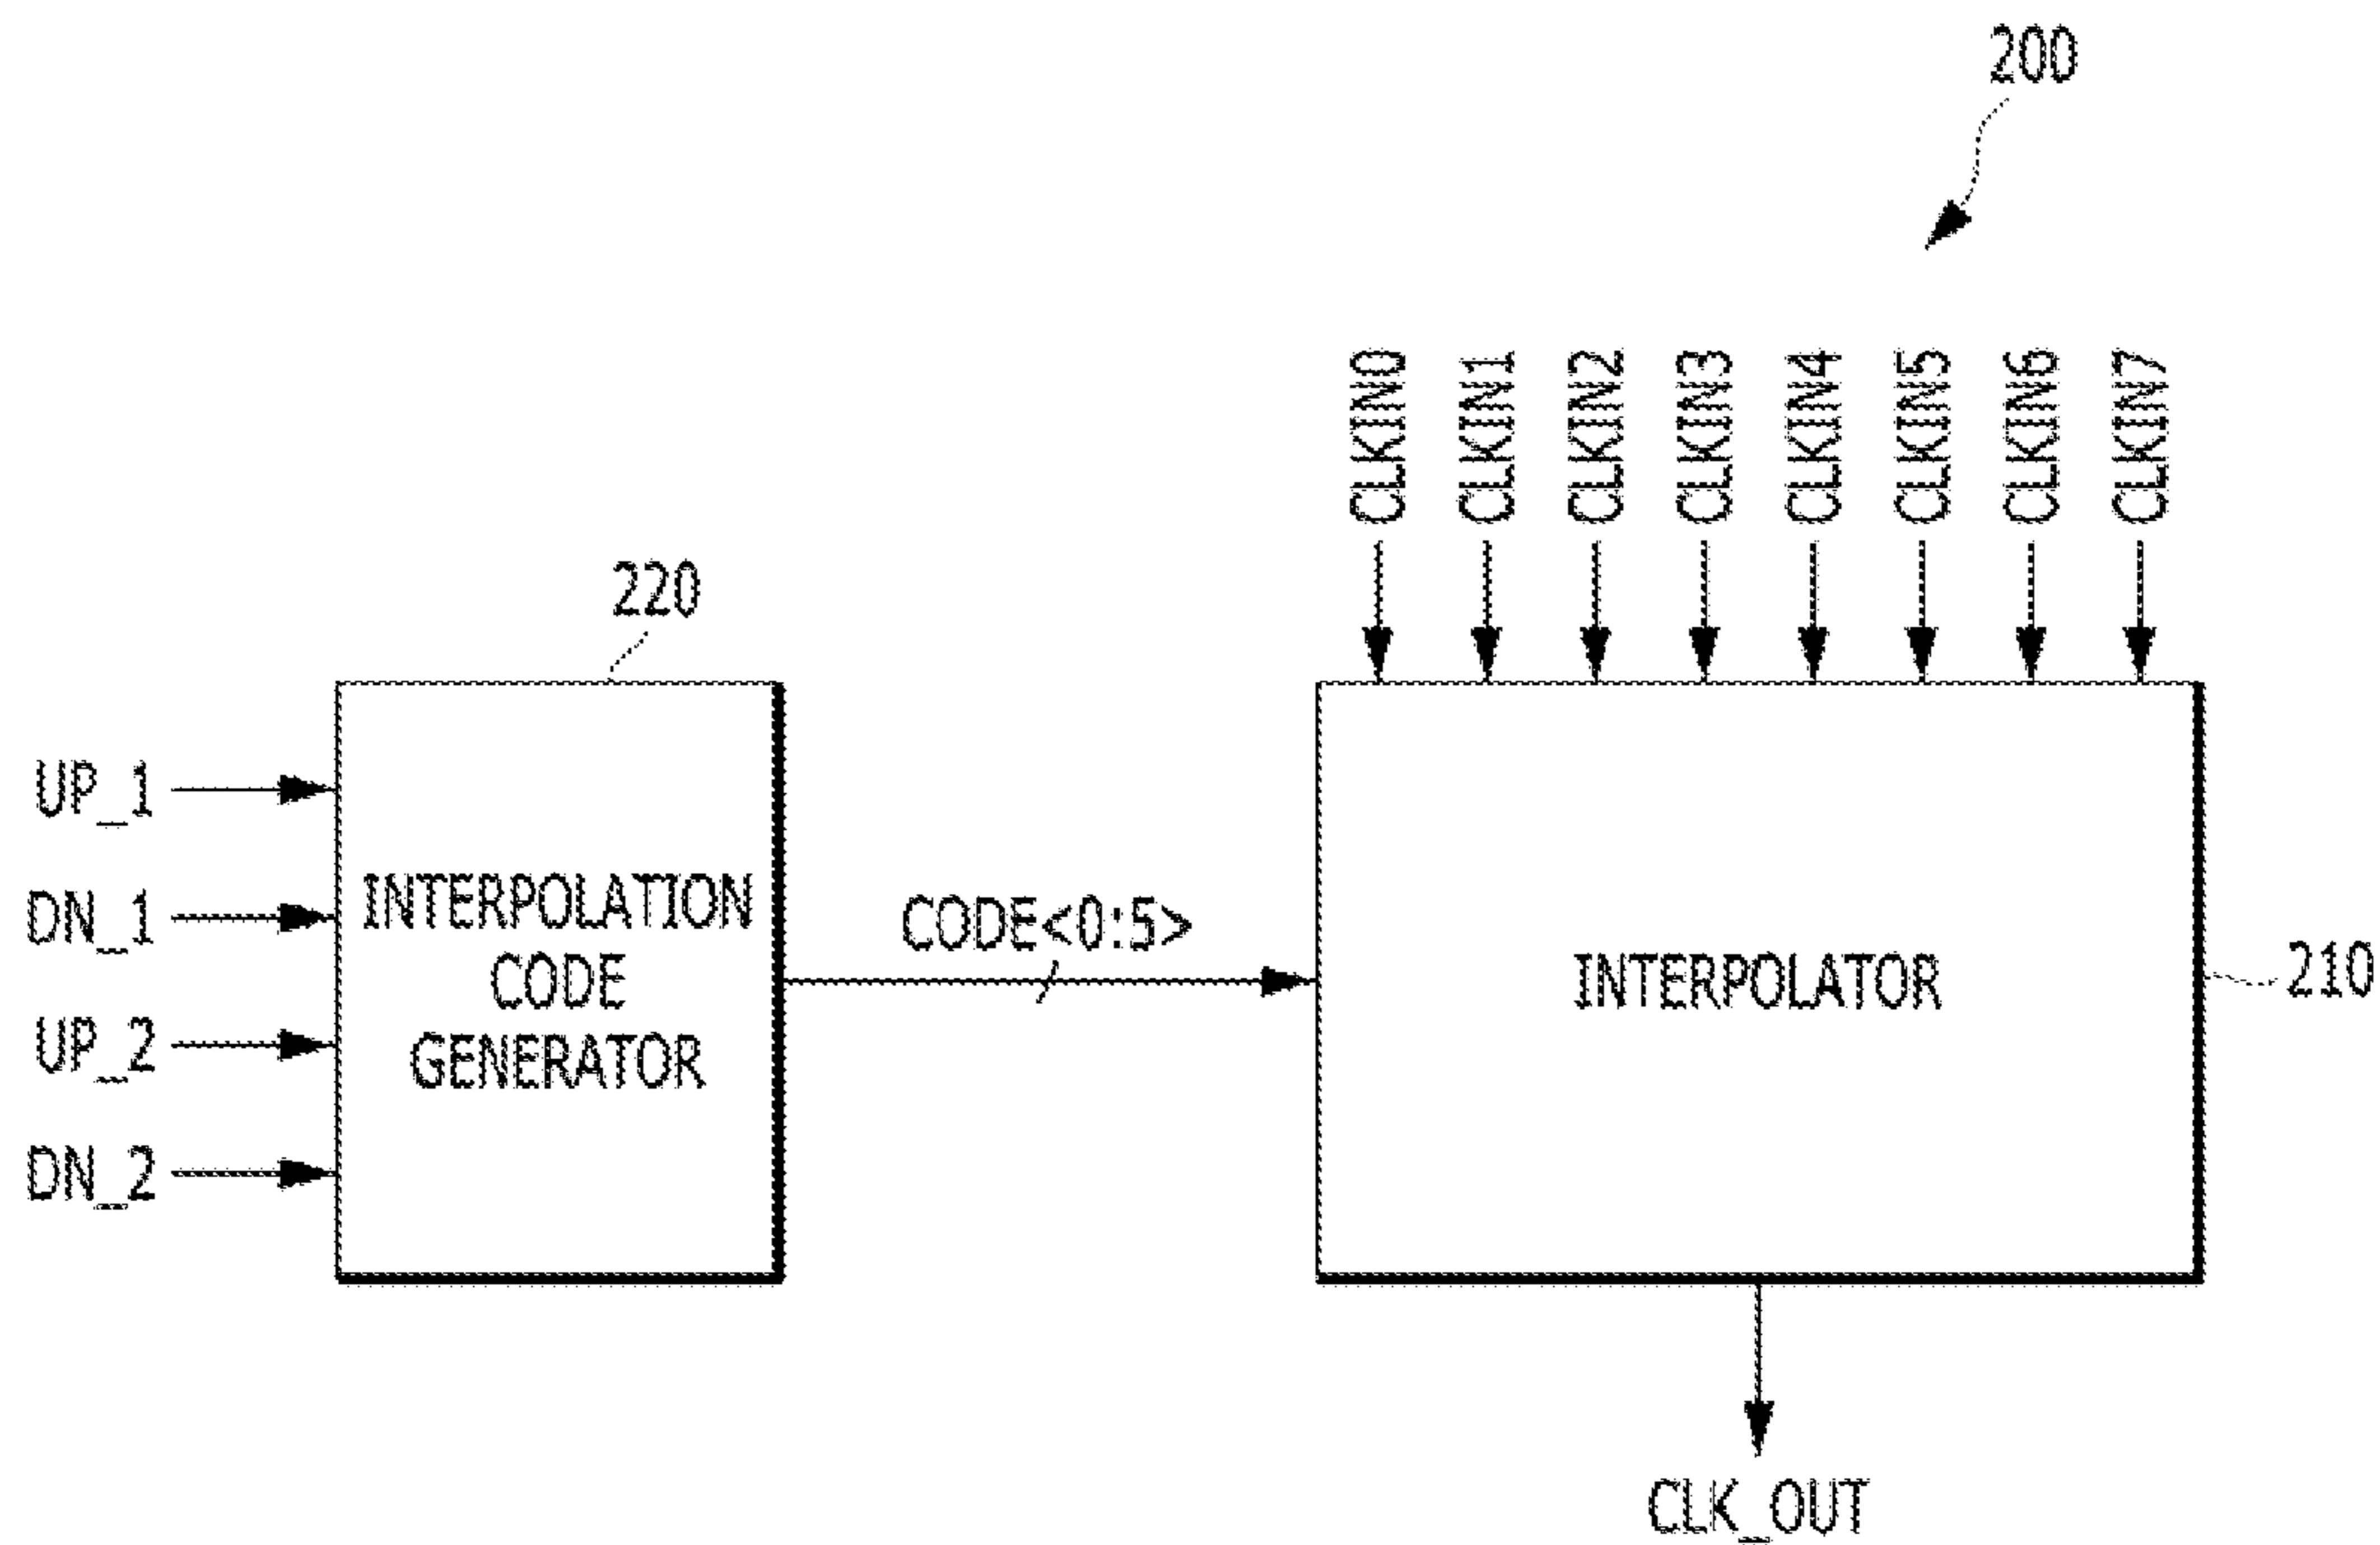 200
CLKIN0
CLKIN1
CLKIN2
CLKIN3
CLKIN4
CLKIN5
CLKIN6
CLKIN7
220
UP_1
DN_1
UP_2
DN_2
INTERPOLATION
CODE
GENERATOR
CODE<0:5>
INTERPOLATOR
210
CLK_OUT